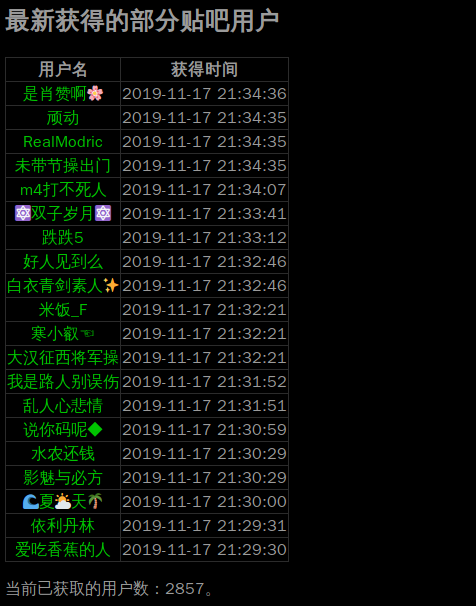 最新获得的部分贴吧用户
用户名 获得时间
是肖赞啊🌸 2019-11-17 21:34:36
顽动 2019-11-17 21:34:35
RealModric 2019-11-17 21:34:35
未带节操出门 2019-11-17 21:34:35
m4打不死人 2019-11-17 21:34:07
🔯双子岁月🔯 2019-11-17 21:33:41
跌跌5 2019-11-17 21:33:12
好人见到么 2019-11-17 21:32:46
白衣青剑素人✨ 2019-11-17 21:32:46
米饭_F 2019-11-17 21:32:21
寒小叡☜ 2019-11-17 21:32:21
大汉征西将军操 2019-11-17 21:32:21
我是路人别误伤 2019-11-17 21:31:52
乱人心悲情 2019-11-17 21:31:51
说你码呢◆ 2019-11-17 21:30:59
水农还钱 2019-11-17 21:30:29
影魅与必方 2019-11-17 21:30:29
🌊夏⛅天🌴 2019-11-17 21:30:00
依利丹林 2019-11-17 21:29:31
爱吃香蕉的人 2019-11-17 21:29:30
当前已获取的用户数：2857。